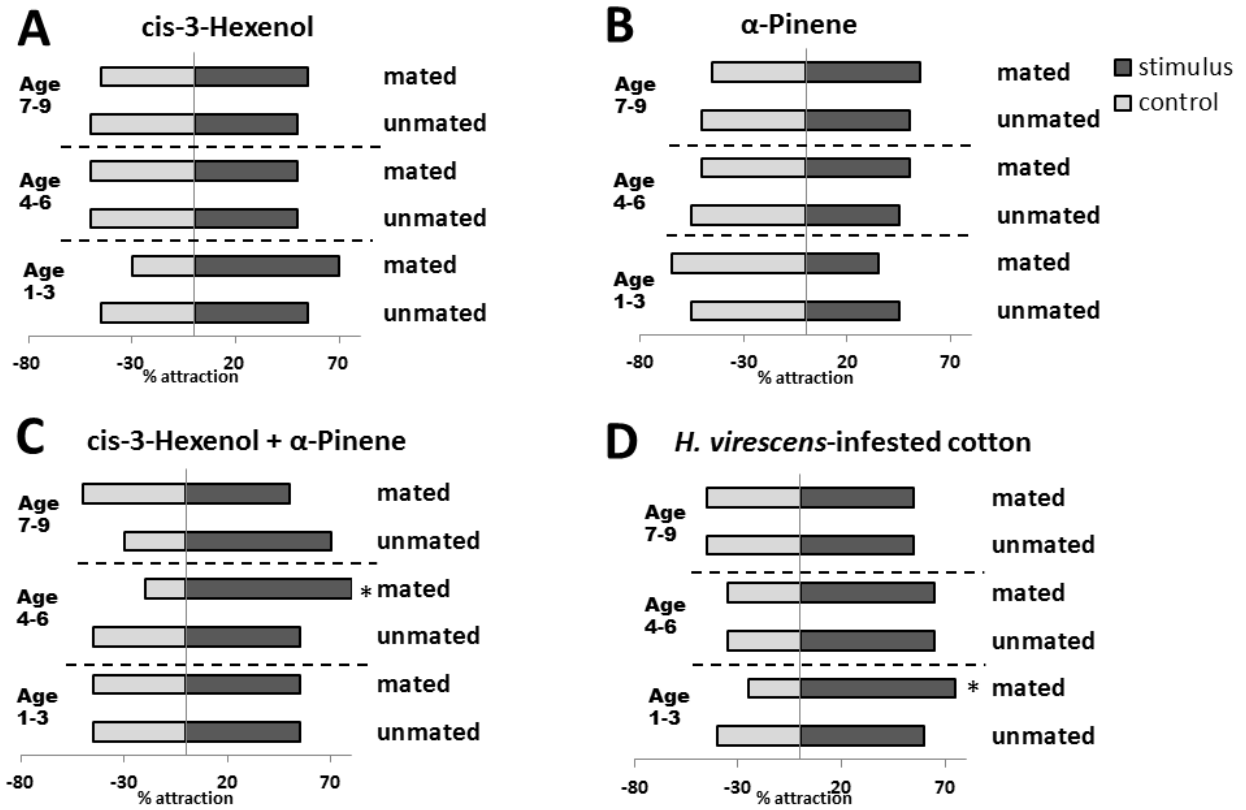 A
cis-3-Hexenol
Age
7-9
mated
unmated
Age
4-6
mated
unmated
Age
1-3
mated
unmated
-80 -30 20 70
% attraction
B
α-Pinene
stimulus
control
Age
7-9
mated
unmated
Age
4-6
mated
unmated
Age
1-3
mated
unmated
-80 -30 20 70
% attraction
C
cis-3-Hexenol + α-Pinene
Age
7-9
mated
unmated
Age
4-6
* mated
unmated
Age
1-3
mated
unmated
-80 -30 20 70
% attraction
D
H. virescens-infested cotton
Age
7-9
mated
unmated
Age
4-6
mated
unmated
Age
1-3
* mated
unmated
-80 -30 20 70
% attraction